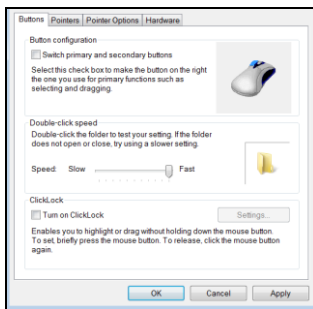 Buttons Pointers Pointer Options Hardware
Button configuration
Switch primary and secondary buttons
Select this check box to make the button on the right
the one you use for primary functions such as
selecting and dragging.
Double-click speed
Double-click the folder to test your setting. If the folder
does not open or close, try using a slower setting.
Speed: Slow Fast
ClickLock
Turn on ClickLock
Settings...
Enables you to highlight or drag without holding down the mouse button.
To set, briefly press the mouse button. To release, click the mouse button
again.
OK Cancel Apply